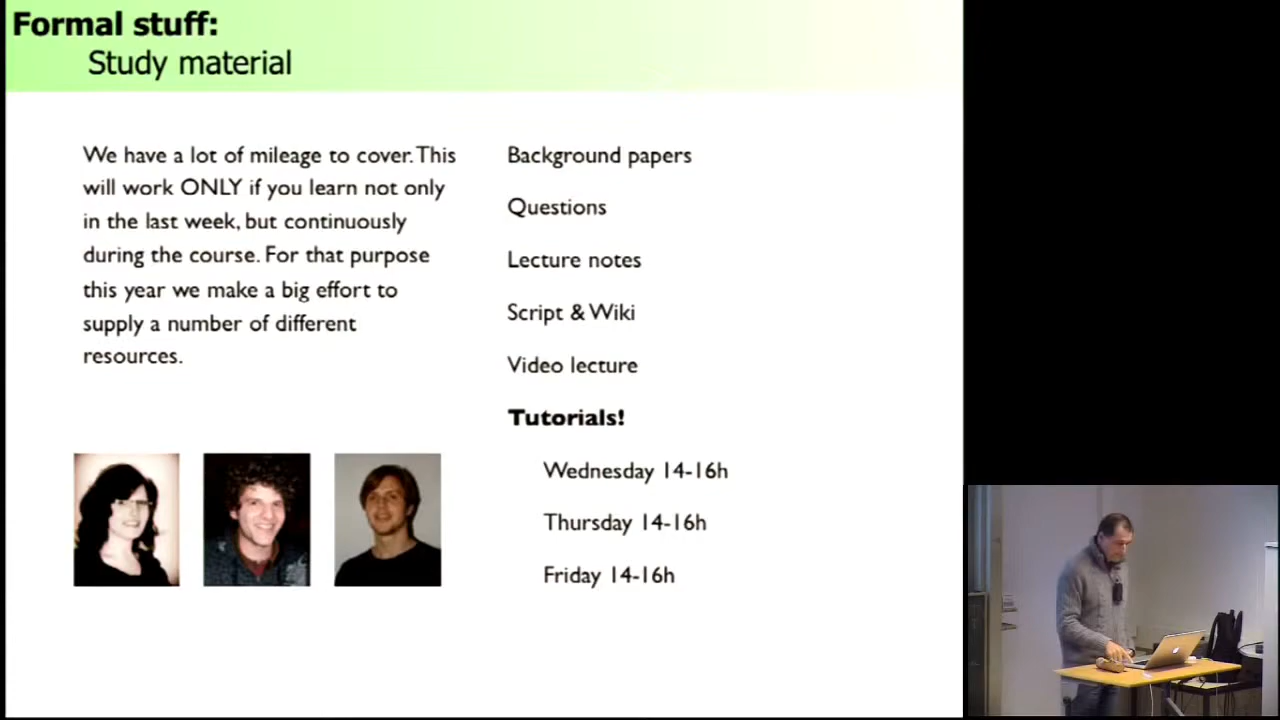 Formal stuff:
Study material
We have a lot of mileage to cover. This
will work ONLY if you learn not only
in the last week, but continuously
during the course. For that purpose
this year we make a big effort to
supply a number of different
resources.
Background papers
Questions
Lecture notes
Script & Wiki
Video lecture
Tutorials!
Wednesday 14-16h
Thursday 14-16h
Friday 14-16h